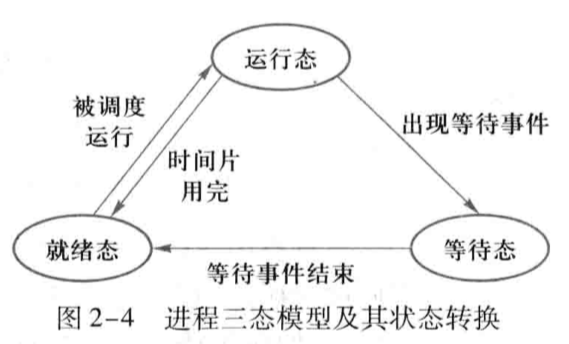 运行态
被调度
运行
时间片
用完
出现等待事件
就绪态
等待态
等待事件结束
图2-4 进程三态模型及其状态转换